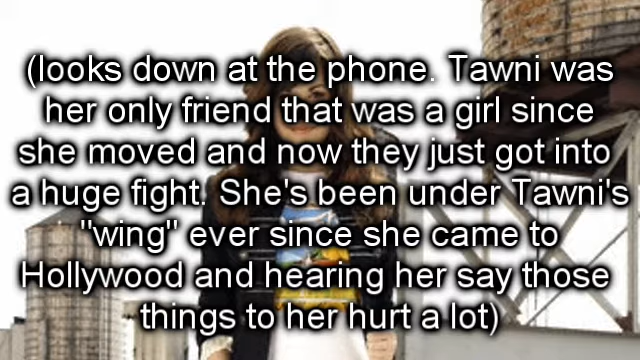 (looks down at the phone. Tawni was
her only friend that was a girl since
she moved and now they just got into
a huge fight. She's been under Tawni's
"wing" ever since she came to
Hollywood and hearing her say those
things to her hurt a lot)